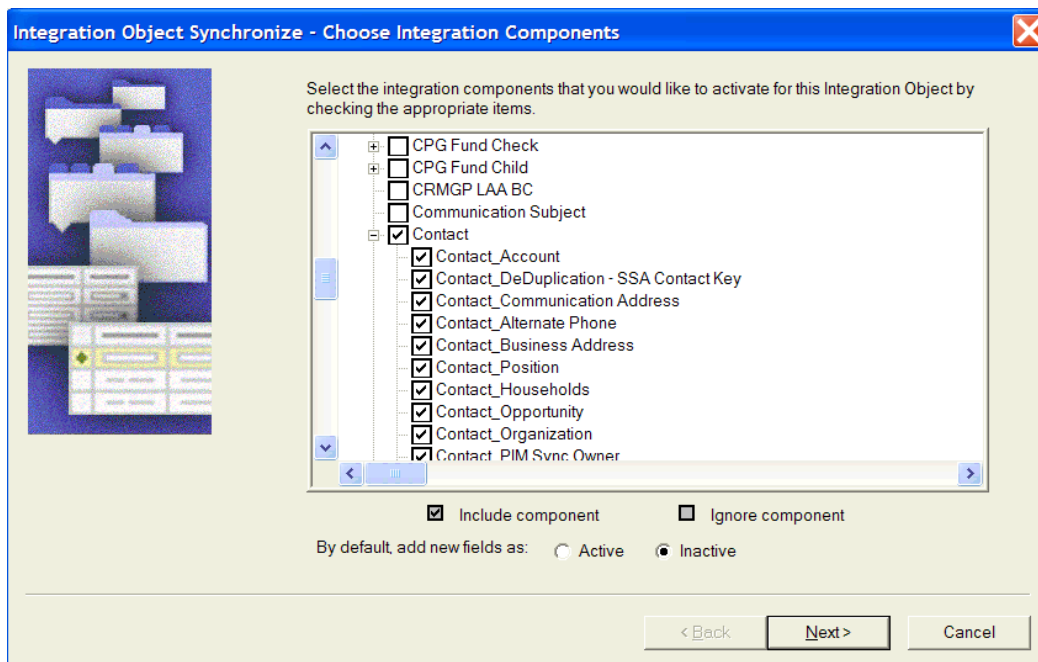 Integration Object Synchronize - Choose Integration Components
Select the integration components that you would like to activate for this Integration Object by
checking the appropriate items.
CPG Fund Check
CPG Fund Child
CRMGP LAA BC
Communication Subject
Contact
Contact_Account
Contact_DeDuplication - SSA Contact Key
Contact_Communication Address
Contact_Alternate Phone
Contact_Business Address
Contact_Position
Contact_Households
Contact_Opportunity
Contact_Organization
Contact_PIM Sync Owner
Include component Ignore component
By default, add new fields as: Active Inactive
< Back Next > Cancel